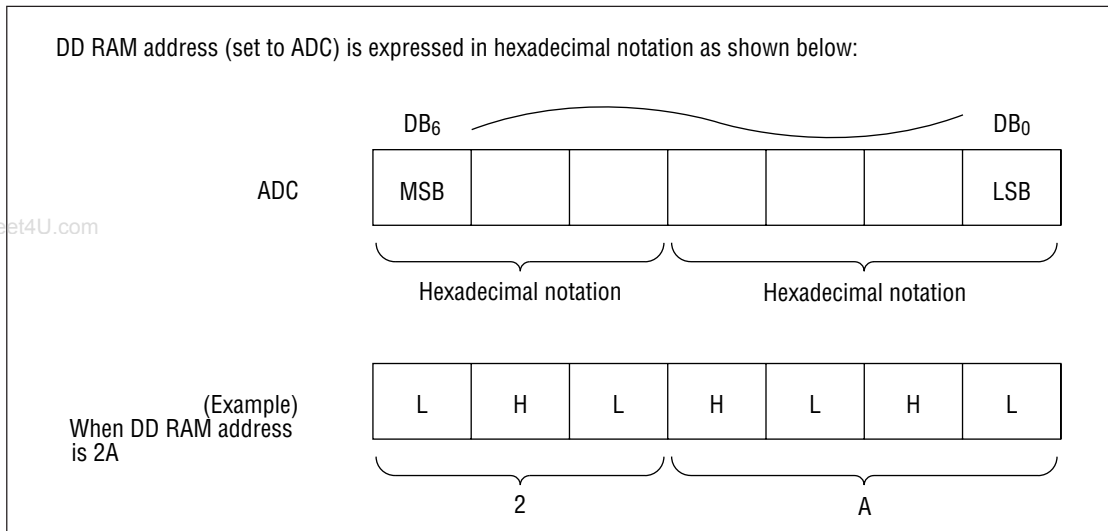 DD RAM address (set to ADC) is expressed in hexadecimal notation as shown below:
DB6 DB0
ADC MSB LSB
eet4U.com
Hexadecimal notation Hexadecimal notation
(Example) L H L H L H L
When DD RAM address
is 2A
2 A